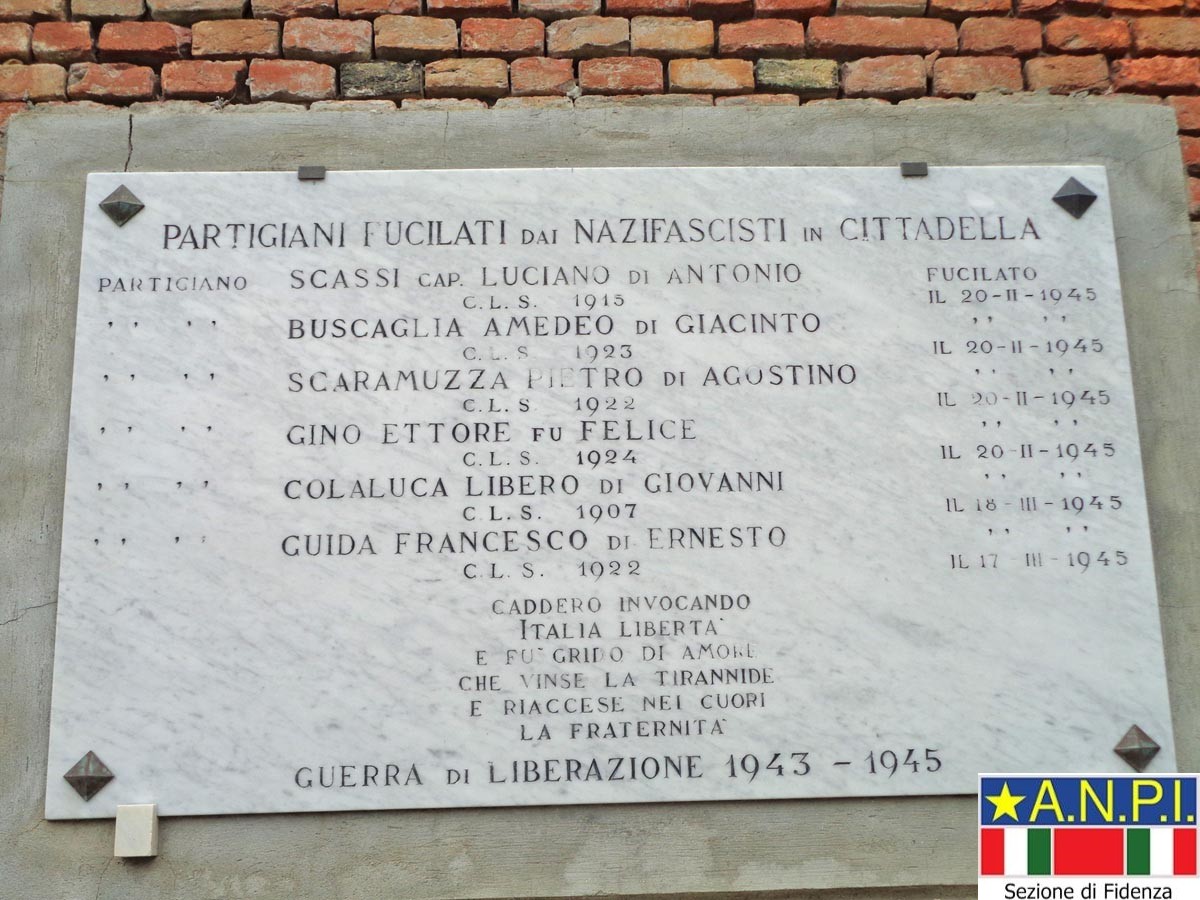 PARTIGIANI FUCILATI DAI NAZIFASCISTI IN CITTADELLA
PARTIGIANO SCASSI CAP. LUCIANO DI ANTONIO FUCILATO
C.L.S. 1915 IL 20-II-1945
,, ,, BUSCAGLIA AMEDEO DI GIACINTO ,, ,,
C.L.S. 1923 IL 20-II-1945
,, ,, SCARAMUZZA PIETRO DI AGOSTINO ,, ,,
C.L.S. 1922 IL 20-II-1945
,, ,, GINO ETTORE FU FELICE ,, ,,
C.L.S. 1924 IL 20-II-1945
,, ,, COLALUCA LIBERO DI GIOVANNI ,, ,,
C.L.S. 1907 IL 18-III-1945
,, ,, GUIDA FRANCESCO DI ERNESTO ,, ,,
C.L.S. 1922 IL 17-III-1945
CADDERO INVOCANDO
ITALIA LIBERTA'
E FU' GRIDO DI AMORE
CHE VINSE LA TIRANNIDE
E RIACCESE NEI CUORI
LA FRATERNITA'
GUERRA DI LIBERAZIONE 1943 - 1945
A.N.P.I.
Sezione di Fidenza